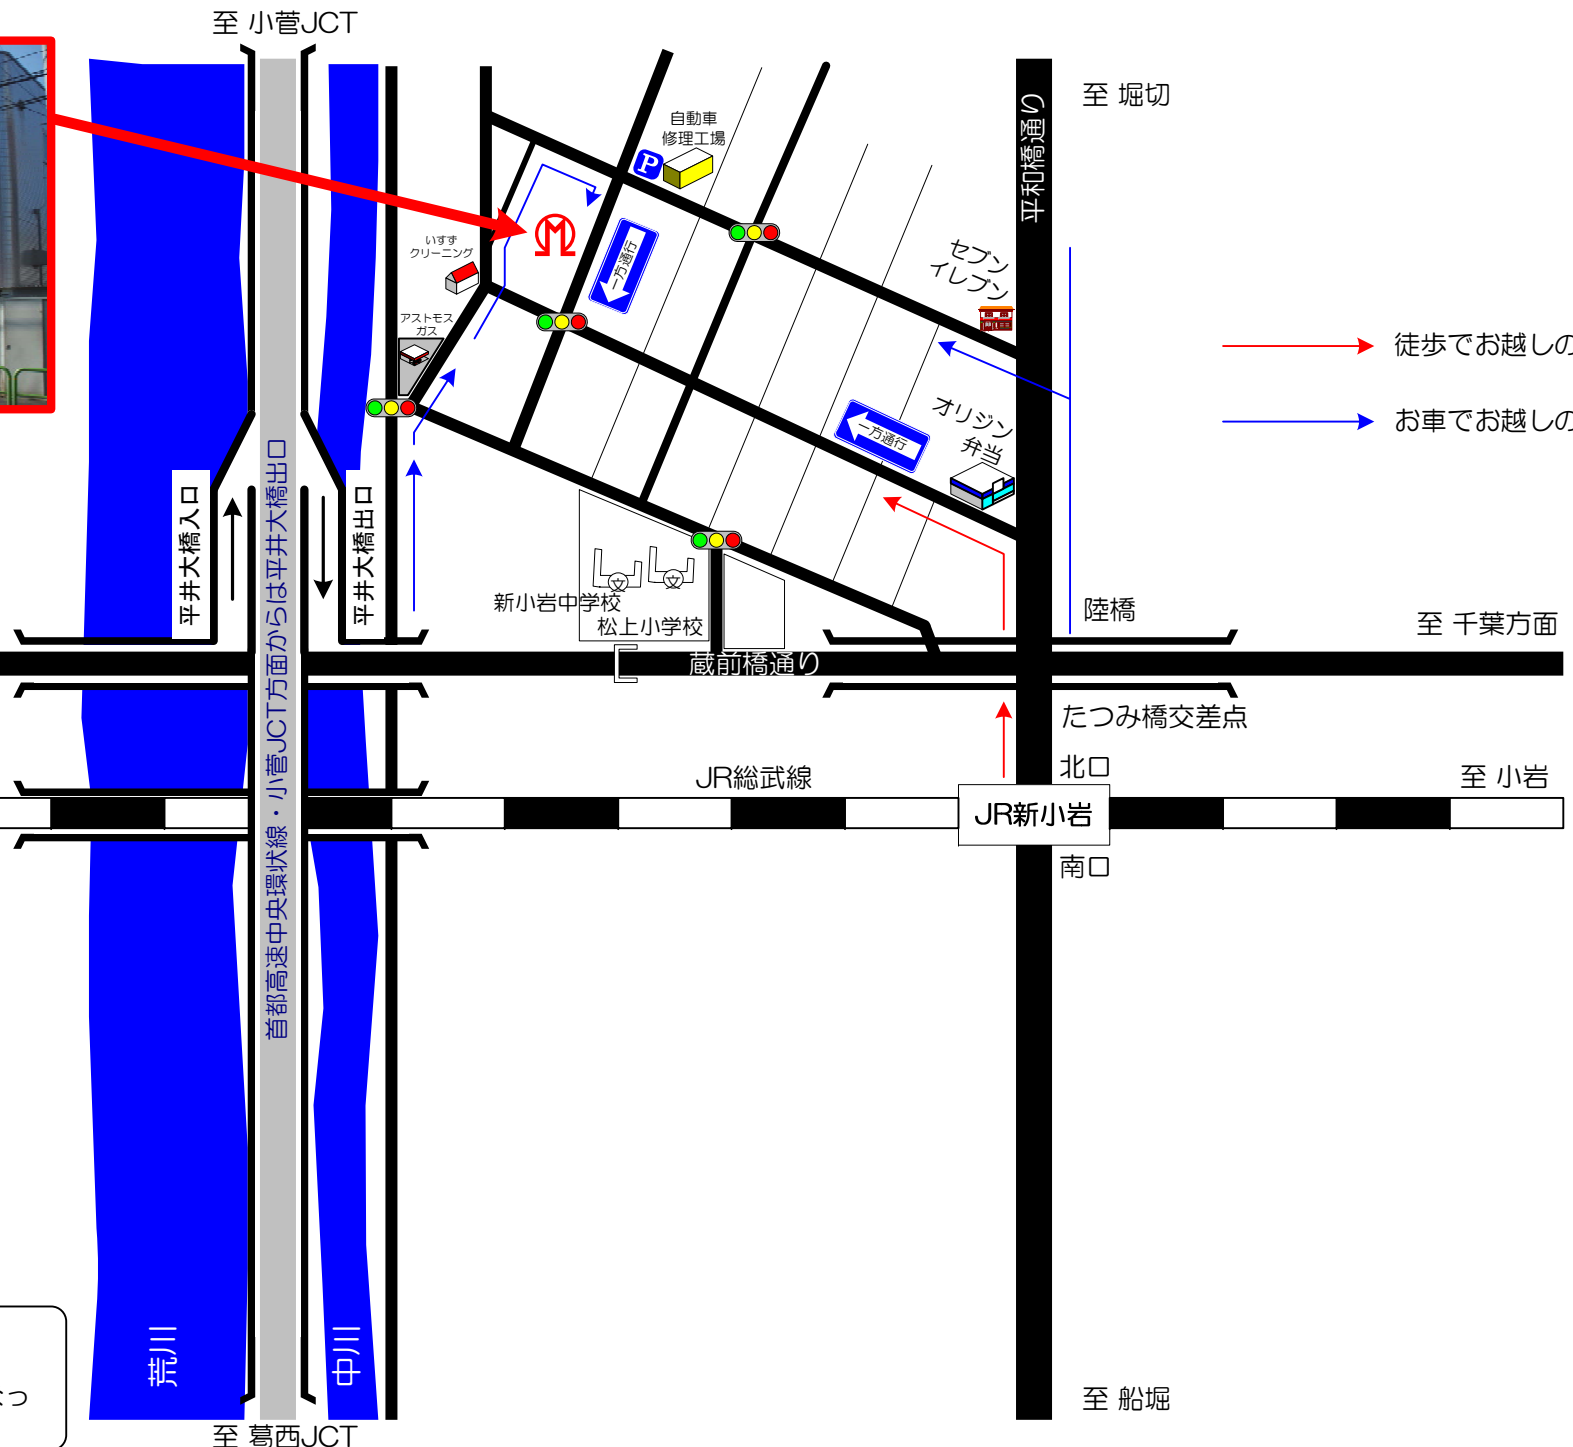 至 小菅JCT
至 堀切
平和橋通り
自動車
修理工場
P
いすず
クリーニング
一方通行
セブン
イレブン
アストモス
ガス
徒歩でお越しの
オリジン
弁当
一方通行
お車でお越しの
平井大橋入口
首都高速中央環状線・小菅JCT方面からは平井大橋出口
平井大橋出口
文
文
新小岩中学校
松上小学校
陸橋
至 千葉方面
蔵前橋通り
たつみ橋交差点
北口
JR総武線
至 小岩
JR新小岩
南口
荒川
中川
なっ
至 船堀
至 葛西JCT